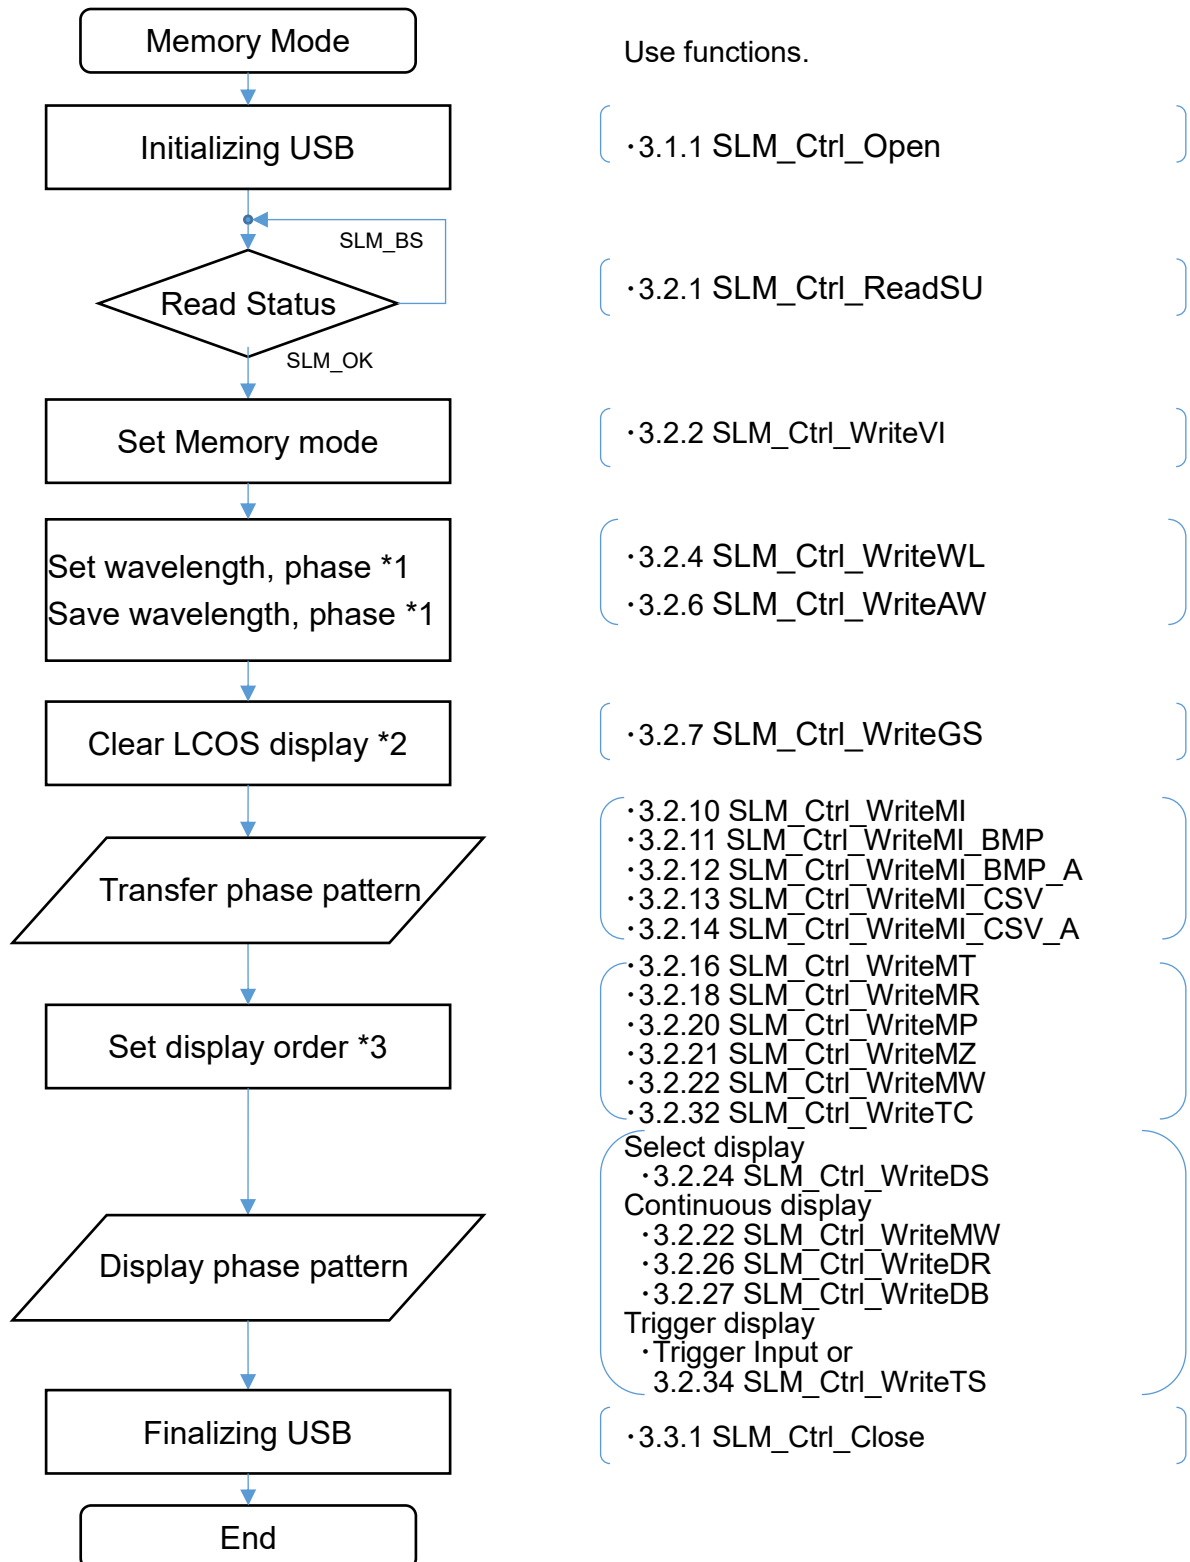 Memory Mode
Use functions.
Initializing USB
・3.1.1 SLM_Ctrl_Open
SLM_BS
Read Status
・3.2.1 SLM_Ctrl_ReadSU
SLM_OK
Set Memory mode
・3.2.2 SLM_Ctrl_WriteVI
Set wavelength, phase *1
Save wavelength, phase *1
・3.2.4 SLM_Ctrl_WriteWL
・3.2.6 SLM_Ctrl_WriteAW
Clear LCOS display *2
・3.2.7 SLM_Ctrl_WriteGS
Transfer phase pattern
・3.2.10 SLM_Ctrl_WriteMI
・3.2.11 SLM_Ctrl_WriteMI_BMP
・3.2.12 SLM_Ctrl_WriteMI_BMP_A
・3.2.13 SLM_Ctrl_WriteMI_CSV
・3.2.14 SLM_Ctrl_WriteMI_CSV_A
Set display order *3
・3.2.16 SLM_Ctrl_WriteMT
・3.2.18 SLM_Ctrl_WriteMR
・3.2.20 SLM_Ctrl_WriteMP
・3.2.21 SLM_Ctrl_WriteMZ
・3.2.22 SLM_Ctrl_WriteMW
・3.2.32 SLM_Ctrl_WriteTC
Display phase pattern
Select display
・3.2.24 SLM_Ctrl_WriteDS
Continuous display
・3.2.22 SLM_Ctrl_WriteMW
・3.2.26 SLM_Ctrl_WriteDR
・3.2.27 SLM_Ctrl_WriteDB
Trigger display
・Trigger Input or
3.2.34 SLM_Ctrl_WriteTS
Finalizing USB
・3.3.1 SLM_Ctrl_Close
End